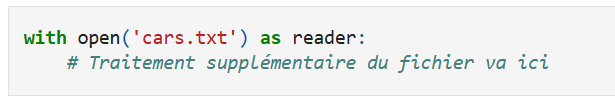 with open('cars.txt') as reader:
    # Traitement supplémentaire du fichier va ici